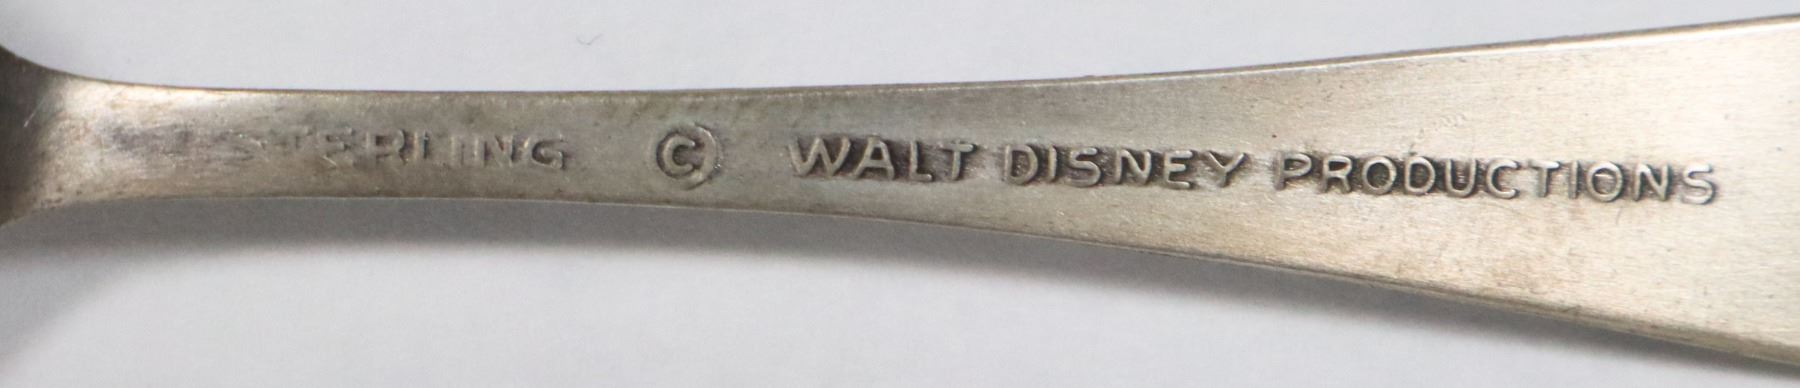 STERLING © WALT DISNEY PRODUCTIONS